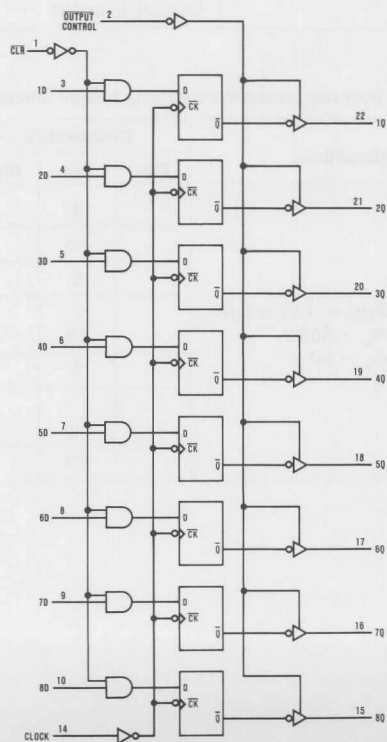 OUTPUT CONTROL 2
CLR 1
1D 3 D CK Q̅ 22 1Q
2D 4 D CK Q̅ 21 2Q
3D 5 D CK Q̅ 20 3Q
4D 6 D CK Q̅ 19 4Q
5D 7 D CK Q̅ 18 5Q
6D 8 D CK Q̅ 17 6Q
7D 9 D CK Q̅ 16 7Q
8D 10 D CK Q̅ 15 8Q
CLOCK 14